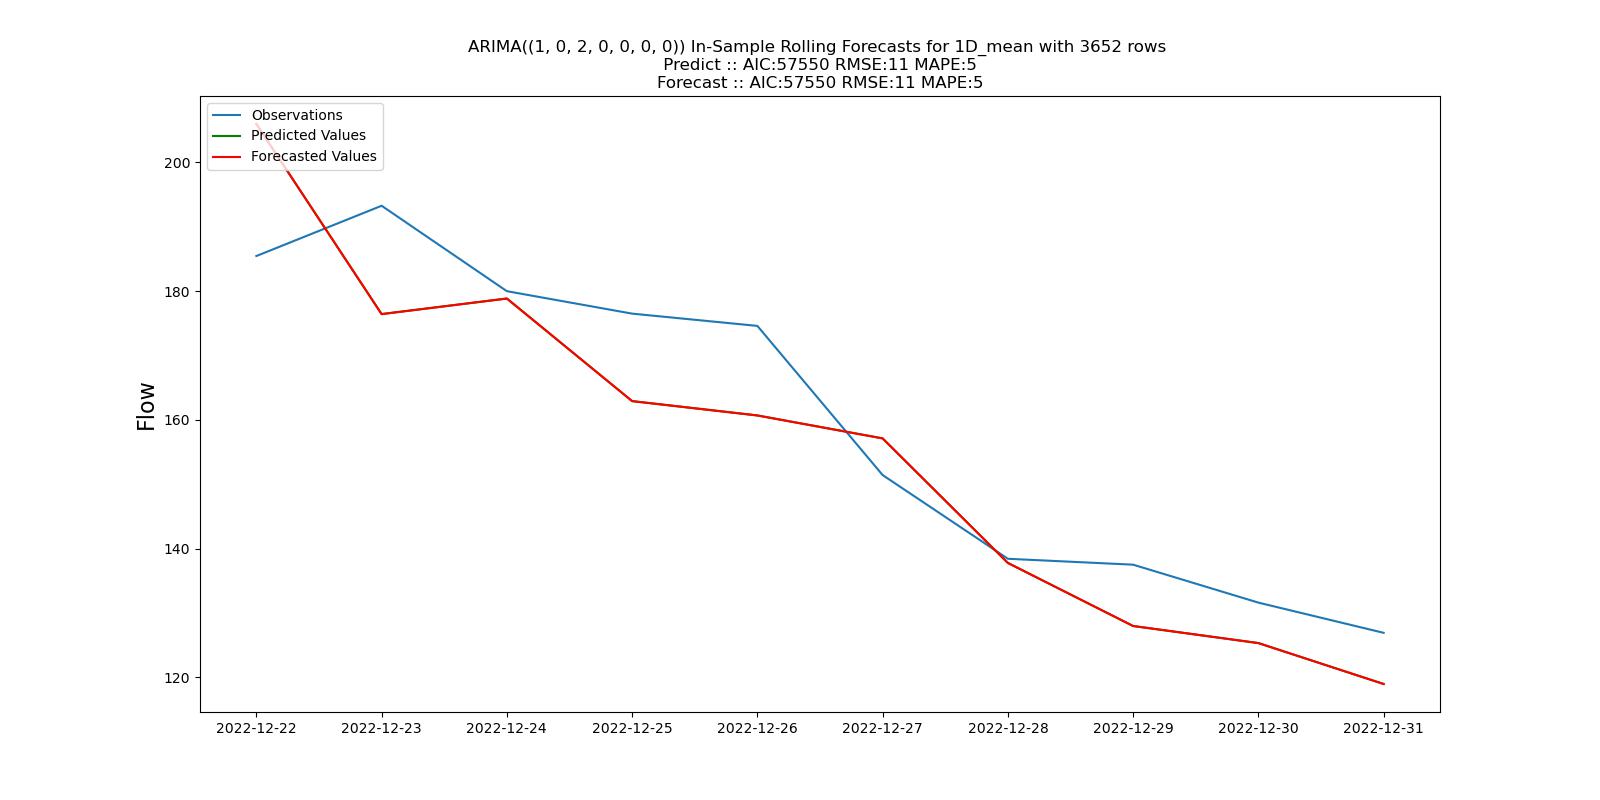 ARIMA((1, 0, 2, 0, 0, 0, 0)) In-Sample Rolling Forecasts for 1D_mean with 3652 rows
Predict :: AIC:57550 RMSE:11 MAPE:5
Forecast :: AIC:57550 RMSE:11 MAPE:5
Observations
Predicted Values
Forecasted Values
200
180
160
140
120
Flow
2022-12-22 2022-12-23 2022-12-24 2022-12-25 2022-12-26 2022-12-27 2022-12-28 2022-12-29 2022-12-30 2022-12-31